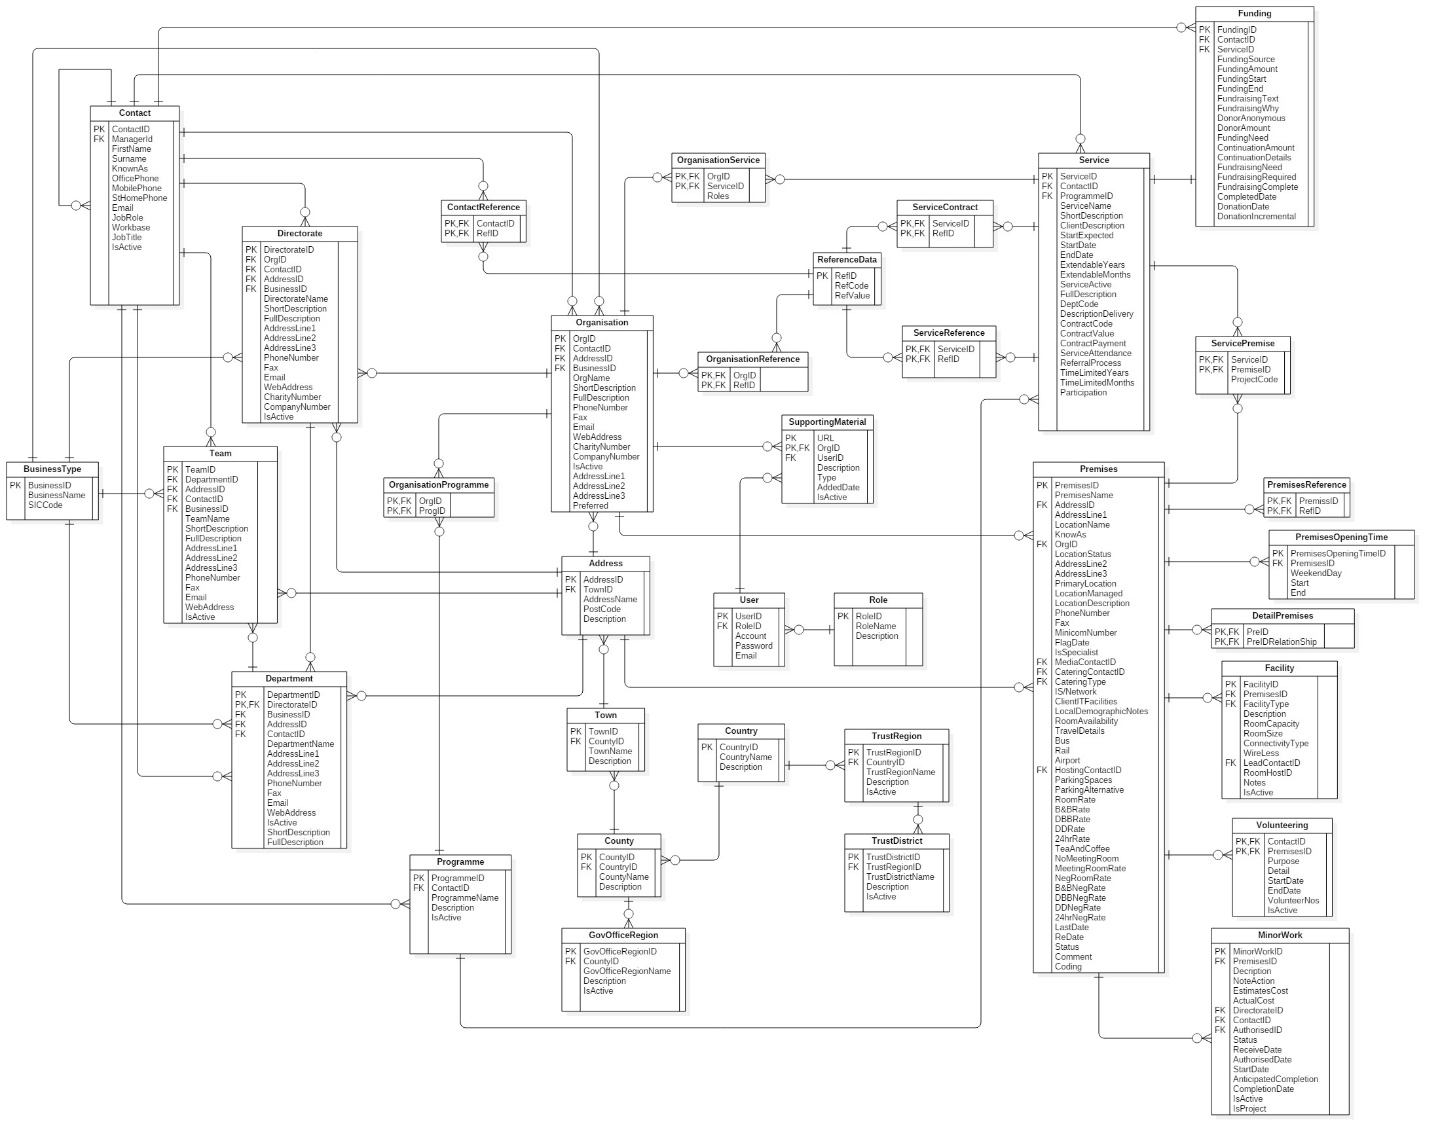 Funding
PK FundingID
FK ContactID
FK ServiceID
FundingSource
FundingAmount
FundingStart
FundingEnd
FundraisingText
FundraisingWhy
DonorAnonymous
DonorAmount
FundingNeed
ContinuationAmount
ContinuationDetails
FundraisingNeed
FundraisingRequired
FundraisingComplete
CompletedDate
DonationDate
DonationIncremental
Contact
PK ContactID
FK ManagerId
FirstName
Surname
KnownAs
OfficePhone
MobilePhone
StHomePhone
Email
JobRole
Workbase
JobTitle
IsActive
OrganisationService
PK,FK OrgID
PK,FK ServiceID
Roles
Service
PK ServiceID
FK ContactID
FK ProgrammeID
ServiceName
ShortDescription
ClientDescription
StartExpected
StartDate
EndDate
ExtendableYears
ExtendableMonths
ServiceActive
FullDescription
DeptCode
DescriptionDelivery
ContractCode
ContractValue
ContractPayment
ServiceAttendance
ReferralProcess
TimeLimitedYears
TimeLimitedMonths
Participation
ContactReference
PK,FK ContactID
PK,FK RefID
ServiceContract
PK,FK ServiceID
PK,FK RefID
Directorate
PK DirectorateID
FK OrgID
FK ContactID
FK AddressID
FK BusinessID
DirectorateName
ShortDescription
FullDescription
AddressLine1
AddressLine2
AddressLine3
PhoneNumber
Fax
Email
WebAddress
CharityNumber
CompanyNumber
IsActive
ReferenceData
PK RefID
RefCode
RefValue
Organisation
PK OrgID
FK ContactID
FK AddressID
FK BusinessID
OrgName
ShortDescription
FullDescription
PhoneNumber
Fax
Email
WebAddress
CharityNumber
CompanyNumber
IsActive
AddressLine1
AddressLine2
AddressLine3
Preferred
ServiceReference
PK,FK ServiceID
PK,FK RefID
ServicePremise
PK,FK ServiceID
PK,FK PremiseID
ProjectCode
OrganisationReference
PK,FK OrgID
PK,FK RefID
SupportingMaterial
PK URL
PK,FK OrgID
FK UserID
Description
Type
AddedDate
IsActive
Team
PK TeamID
FK DepartmentID
FK AddressID
FK ContactID
FK BusinessID
TeamName
ShortDescription
FullDescription
AddressLine1
AddressLine2
AddressLine3
PhoneNumber
Fax
Email
WebAddress
IsActive
BusinessType
PK BusinessID
BusinessName
SICCode
OrganisationProgramme
PK,FK OrgID
PK,FK ProgID
Premises
PK PremisesID
PremisesName
FK AddressID
AddressLine1
LocationName
KnowAs
FK OrgID
LocationStatus
AddressLine2
AddressLine3
PrimaryLocation
LocationManaged
LocationDescription
PhoneNumber
Fax
MinicomNumber
FlagDate
IsSpecialist
FK MediaContactID
FK CateringContactID
FK CateringType
IS/Network
ClientITFacilities
LocalDemographicNotes
RoomAvailability
TravelDetails
Bus
Rail
Airport
FK HostingContactID
ParkingSpaces
ParkingAlternative
RoomRate
B&BRate
DBBRate
DDRate
24hrRate
TeaAndCoffee
NoMeetingRoom
MeetingRoomRate
NegRoomRate
B&BNegRate
DBBNegRate
DDNegRate
24hrNegRate
LastDate
ReDate
Status
Comment
Coding
PremisesReference
PK,FK PremissID
PK,FK RefID
PremisesOpeningTime
PK PremisesOpeningTimeID
FK PremisesID
WeekendDay
Start
End
Address
PK AddressID
FK TownID
AddressName
PostCode
Description
User
PK UserID
FK RoleID
Account
Password
Email
Role
PK RoleID
RoleName
Description
DetailPremises
PK,FK PreID
PK,FK PreIDRelationShip
Facility
PK FacilityID
FK PremisesID
FK FacilityType
Description
RoomCapacity
RoomSize
ConnectivityType
WireLess
FK LeadContactID
RoomHostID
Notes
IsActive
Department
PK DepartmentID
PK,FK DirectorateID
FK BusinessID
FK AddressID
FK ContactID
DepartmentName
AddressLine1
AddressLine2
AddressLine3
PhoneNumber
Fax
Email
WebAddress
IsActive
ShortDescription
FullDescription
Town
PK TownID
FK CountyID
TownName
Description
Country
PK CountryID
CountryName
Description
TrustRegion
PK TrustRegionID
FK CountryID
TrustRegionName
Description
IsActive
Volunteering
PK,FK ContactID
PK,FK PremisesID
Purpose
Detail
StartDate
EndDate
VolunteerNos
IsActive
County
PK CountyID
FK CountryID
CountyName
Description
TrustDistrict
PK TrustDistrictID
FK TrustRegionID
TrustDistrictName
Description
IsActive
Programme
PK ProgrammeID
FK ContactID
ProgrammeName
Description
IsActive
GovOfficeRegion
PK GovOfficeRegionID
FK CountyID
GovOfficeRegionName
Description
IsActive
MinorWork
PK MinorWorkID
FK PremisesID
Decription
NoteAction
EstimatesCost
ActualCost
FK DirectorateID
FK ContactID
FK AuthorisedID
Status
ReceiveDate
AuthorisedDate
StartDate
AnticipatedCompletion
CompletionDate
IsActive
IsProject